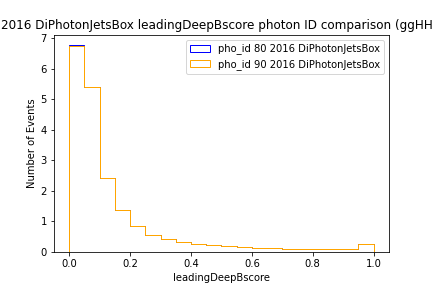 2016 DiPhotonJetsBox leadingDeepBscore photon ID comparison (ggHH
pho_id 80 2016 DiPhotonJetsBox
pho_id 90 2016 DiPhotonJetsBox
Number of Events
7
6
5
4
3
2
1
0
0.0 0.2 0.4 0.6 0.8 1.0
leadingDeepBscore